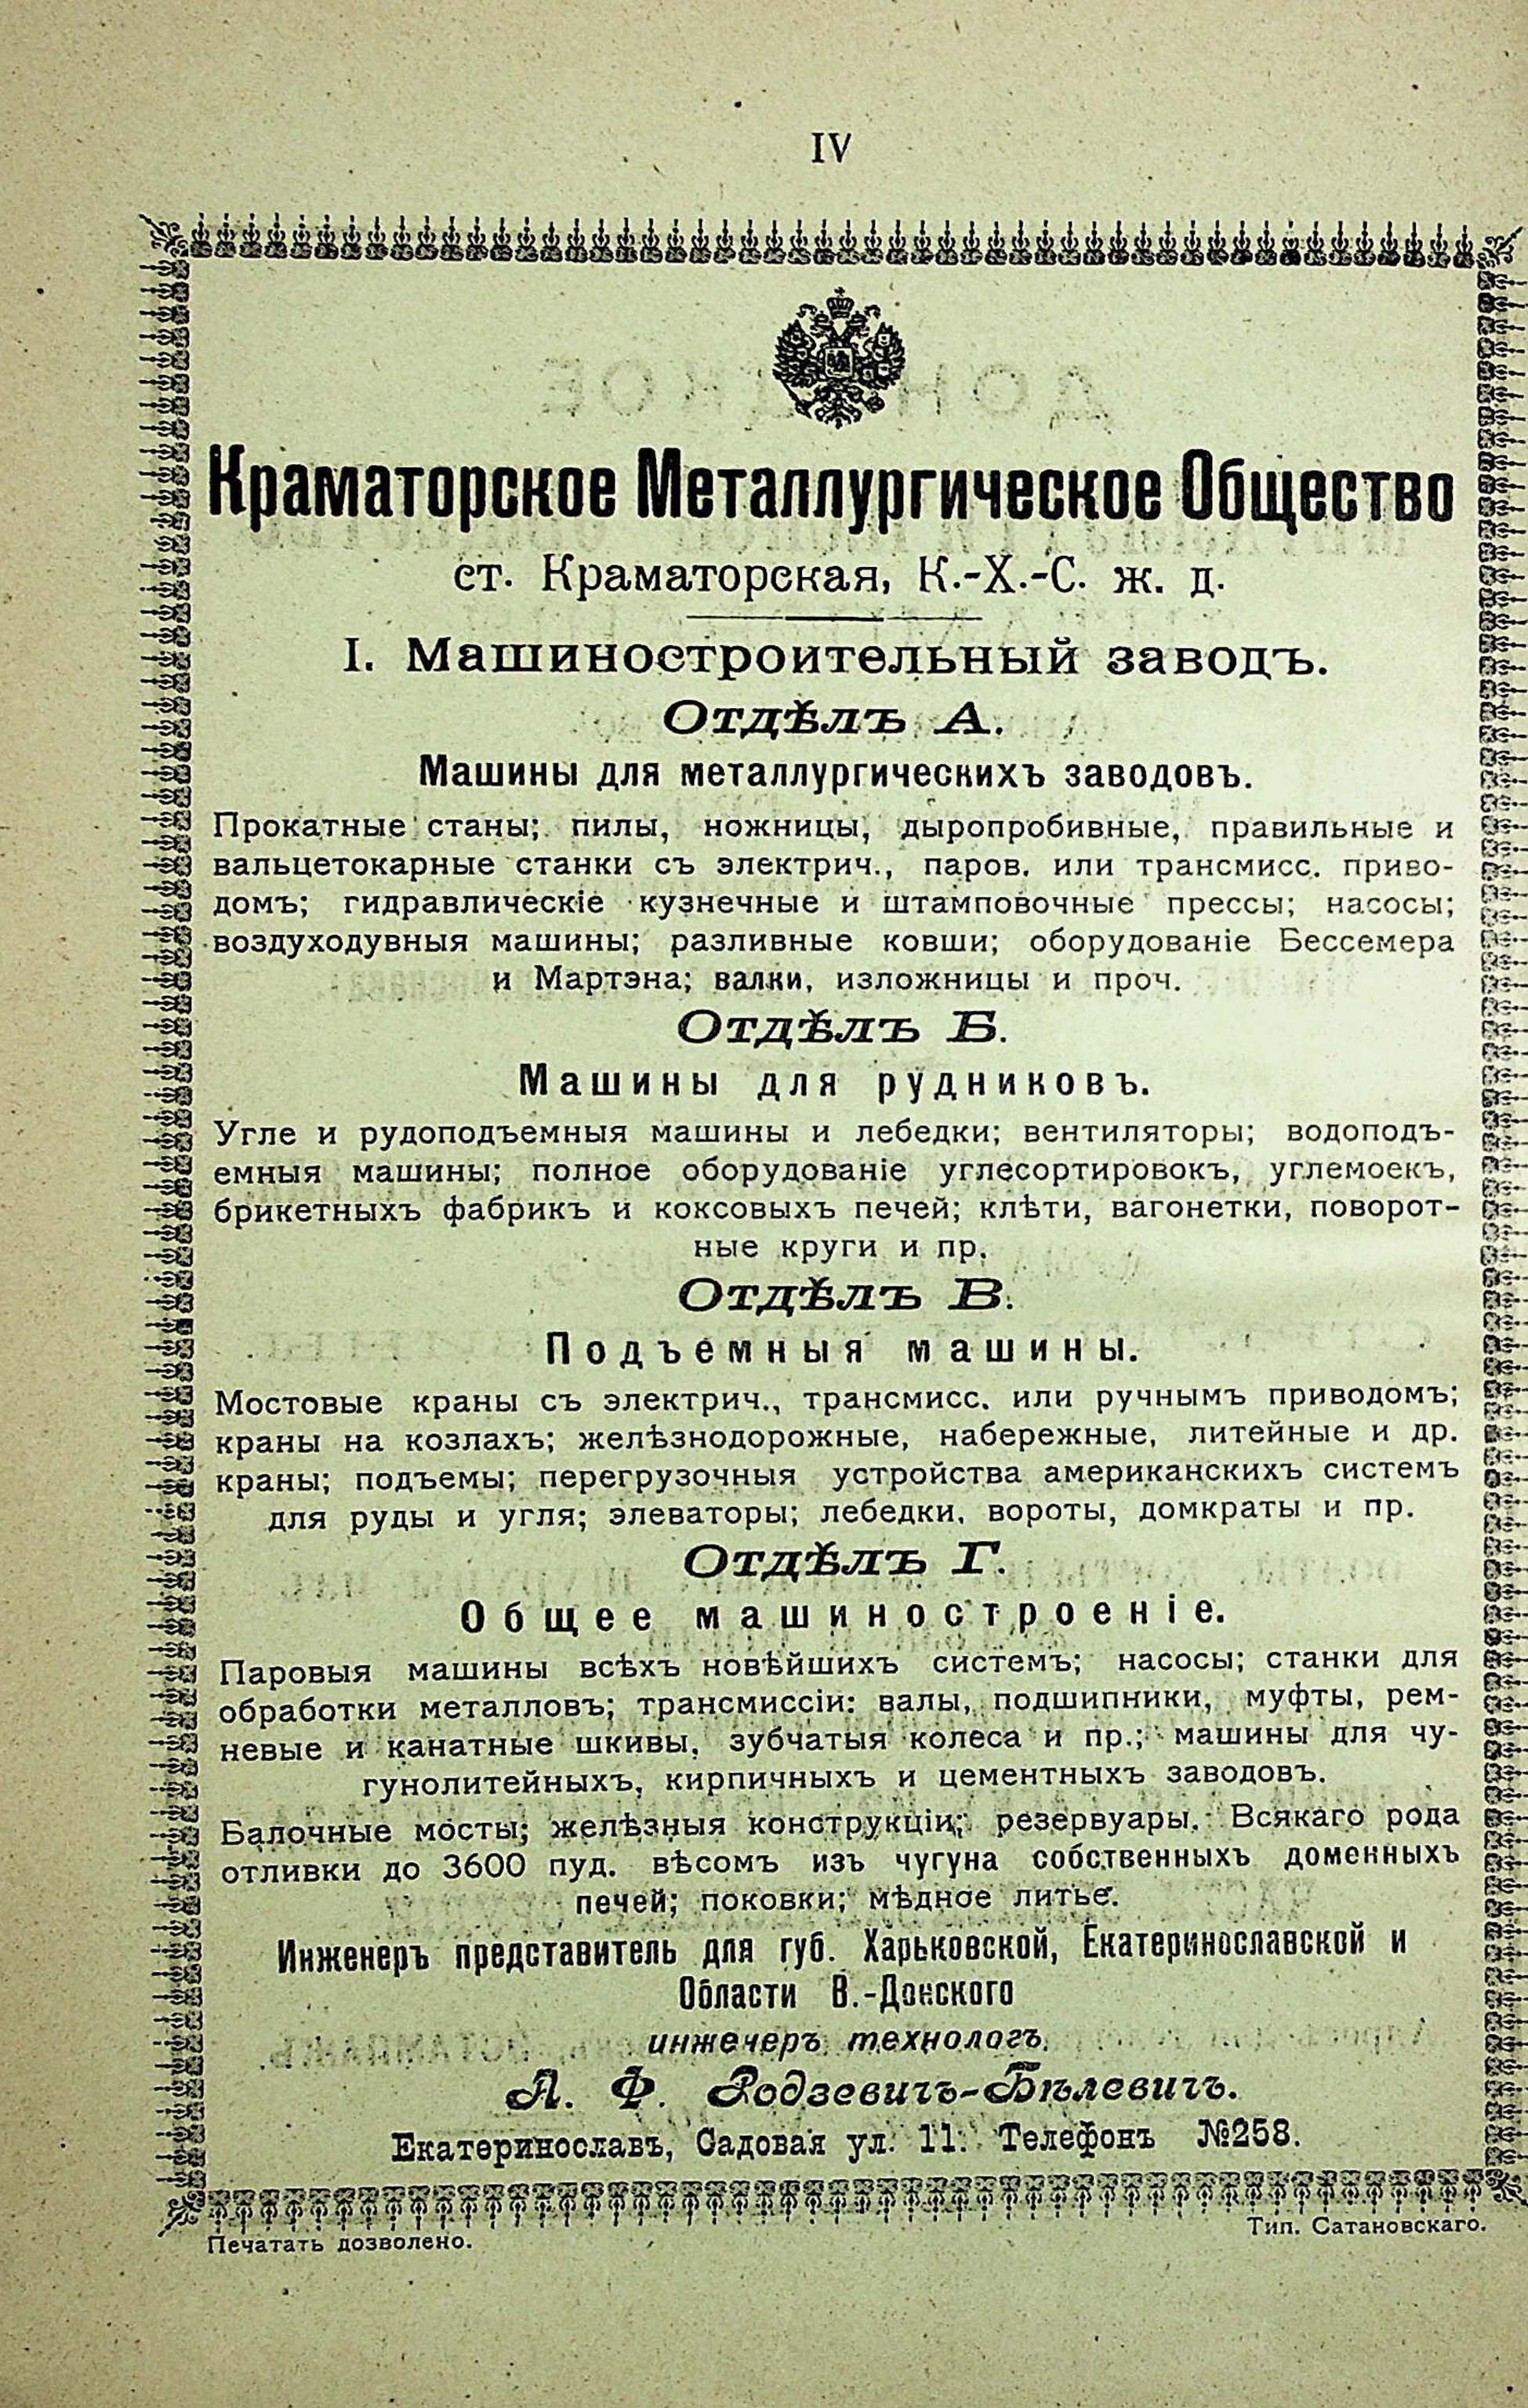 IV
Краматорское Металлургическое Общество
ст. Краматорская, К.-Х.-С. ж. д.
I. Машиностроительный заводъ.
Отдѣлъ А.
Машины для металлургическихъ заводовъ.
Прокатные станы; пилы, ножницы, дыропробивные, правильные и
вальцетокарные станки съ электрич., паров. или трансмисс. приво-
домъ; гидравлическіе кузнечные и штамповочные прессы; насосы;
воздуходувныя машины; разливные ковши; оборудованіе Бессемера
и Мартэна; валки, изложницы и проч.
Отдѣлъ Б.
Машины для рудниковъ.
Угле и рудоподъемныя машины и лебедки; вентиляторы; водоподъ-
емныя машины; полное оборудованіе углесортировокъ, углемоекъ,
брикетныхъ фабрикъ и коксовыхъ печей; клѣти, вагонетки, поворот-
ные круги и пр.
Отдѣлъ В.
Подъемныя машины.
Мостовые краны съ электрич., трансмисс. или ручнымъ приводомъ;
краны на козлахъ; желѣзнодорожные, набережные, литейные и др.
краны; подъемы; перегрузочныя устройства американскихъ системъ
для руды и угля; элеваторы; лебедки, вороты, домкраты и пр.
Отдѣлъ Г.
Общее машиностроеніе.
Паровыя машины всѣхъ новѣйшихъ системъ; насосы; станки для
обработки металловъ; трансмиссіи: валы, подшипники, муфты, рем-
невые и канатные шкивы, зубчатыя колеса и пр.; машины для чу-
гунолитейныхъ, кирпичныхъ и цементныхъ заводовъ.
Балочные мосты; желѣзныя конструкціи; резервуары. Всякаго рода
отливки до 3600 пуд. вѣсомъ изъ чугуна собственныхъ доменныхъ
печей; поковки; мѣдное литье.
Инженеръ представитель для губ. Харьковской, Екатеринославской и
Области В.-Донского
инжечеръ технологъ.
А. Ф. Родзевичъ-Бѣлевичъ.
Екатеринославъ, Садовая ул. 11. Телефонъ №258.
Печатать дозволено.
Тип. Сатановскаго.